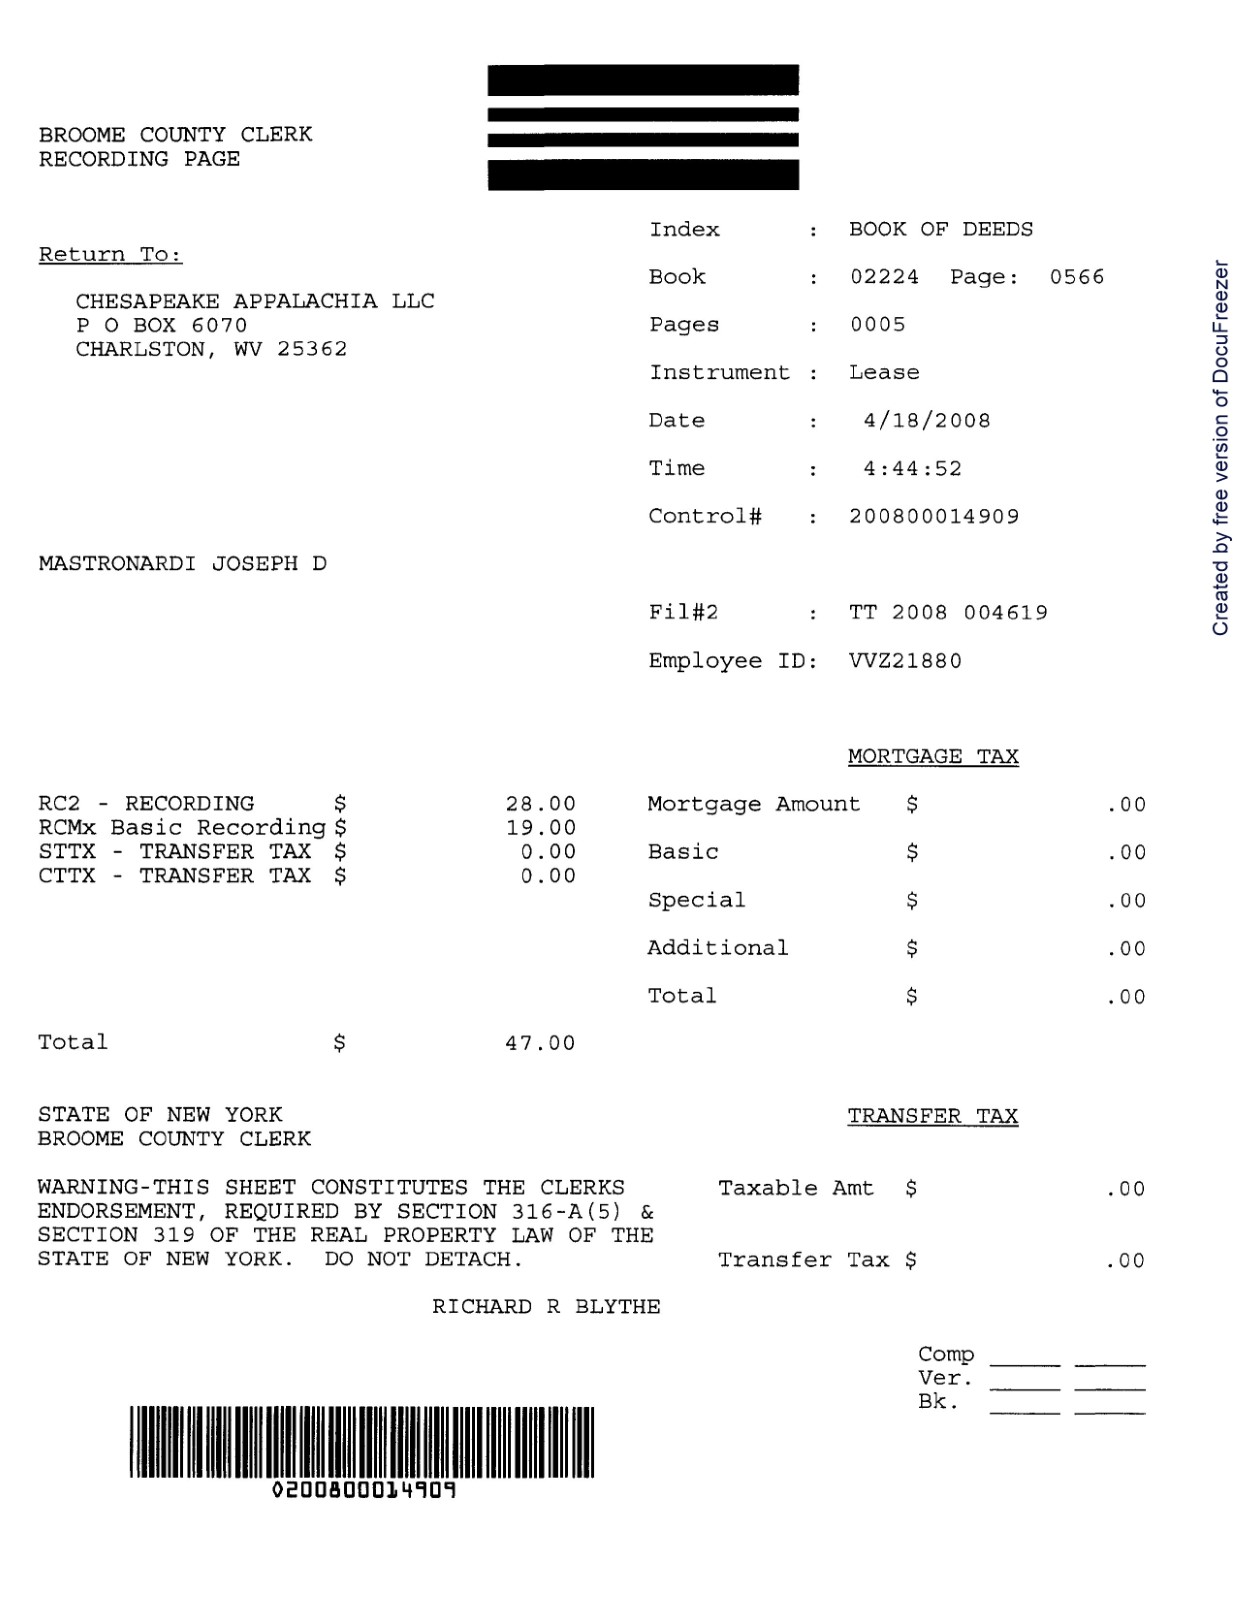 BROOME COUNTY CLERK
RECORDING PAGE
Return To:
CHESAPEAKE APPALACHIA LLC
P O BOX 6070
CHARLSTON, WV 25362
Index : BOOK OF DEEDS
Book : 02224 Page: 0566
Pages : 0005
Instrument : Lease
Date : 4/18/2008
Time : 4:44:52
Control# : 200800014909
MASTRONARDI JOSEPH D
Fil#2 : TT 2008 004619
Employee ID: VVZ21880
MORTGAGE TAX
RC2 - RECORDING $ 28.00
RCMx Basic Recording $ 19.00
STTX - TRANSFER TAX $ 0.00
CTTX - TRANSFER TAX $ 0.00
Mortgage Amount $ .00
Basic $ .00
Special $ .00
Additional $ .00
Total $ .00
Total $ 47.00
STATE OF NEW YORK
BROOME COUNTY CLERK
WARNING-THIS SHEET CONSTITUTES THE CLERKS
ENDORSEMENT, REQUIRED BY SECTION 316-A(5) &
SECTION 319 OF THE REAL PROPERTY LAW OF THE
STATE OF NEW YORK. DO NOT DETACH.
TRANSFER TAX
Taxable Amt $ .00
Transfer Tax $ .00
RICHARD R BLYTHE
Comp
Ver.
Bk.
0200800014909
Created by free version of DocuFreezer